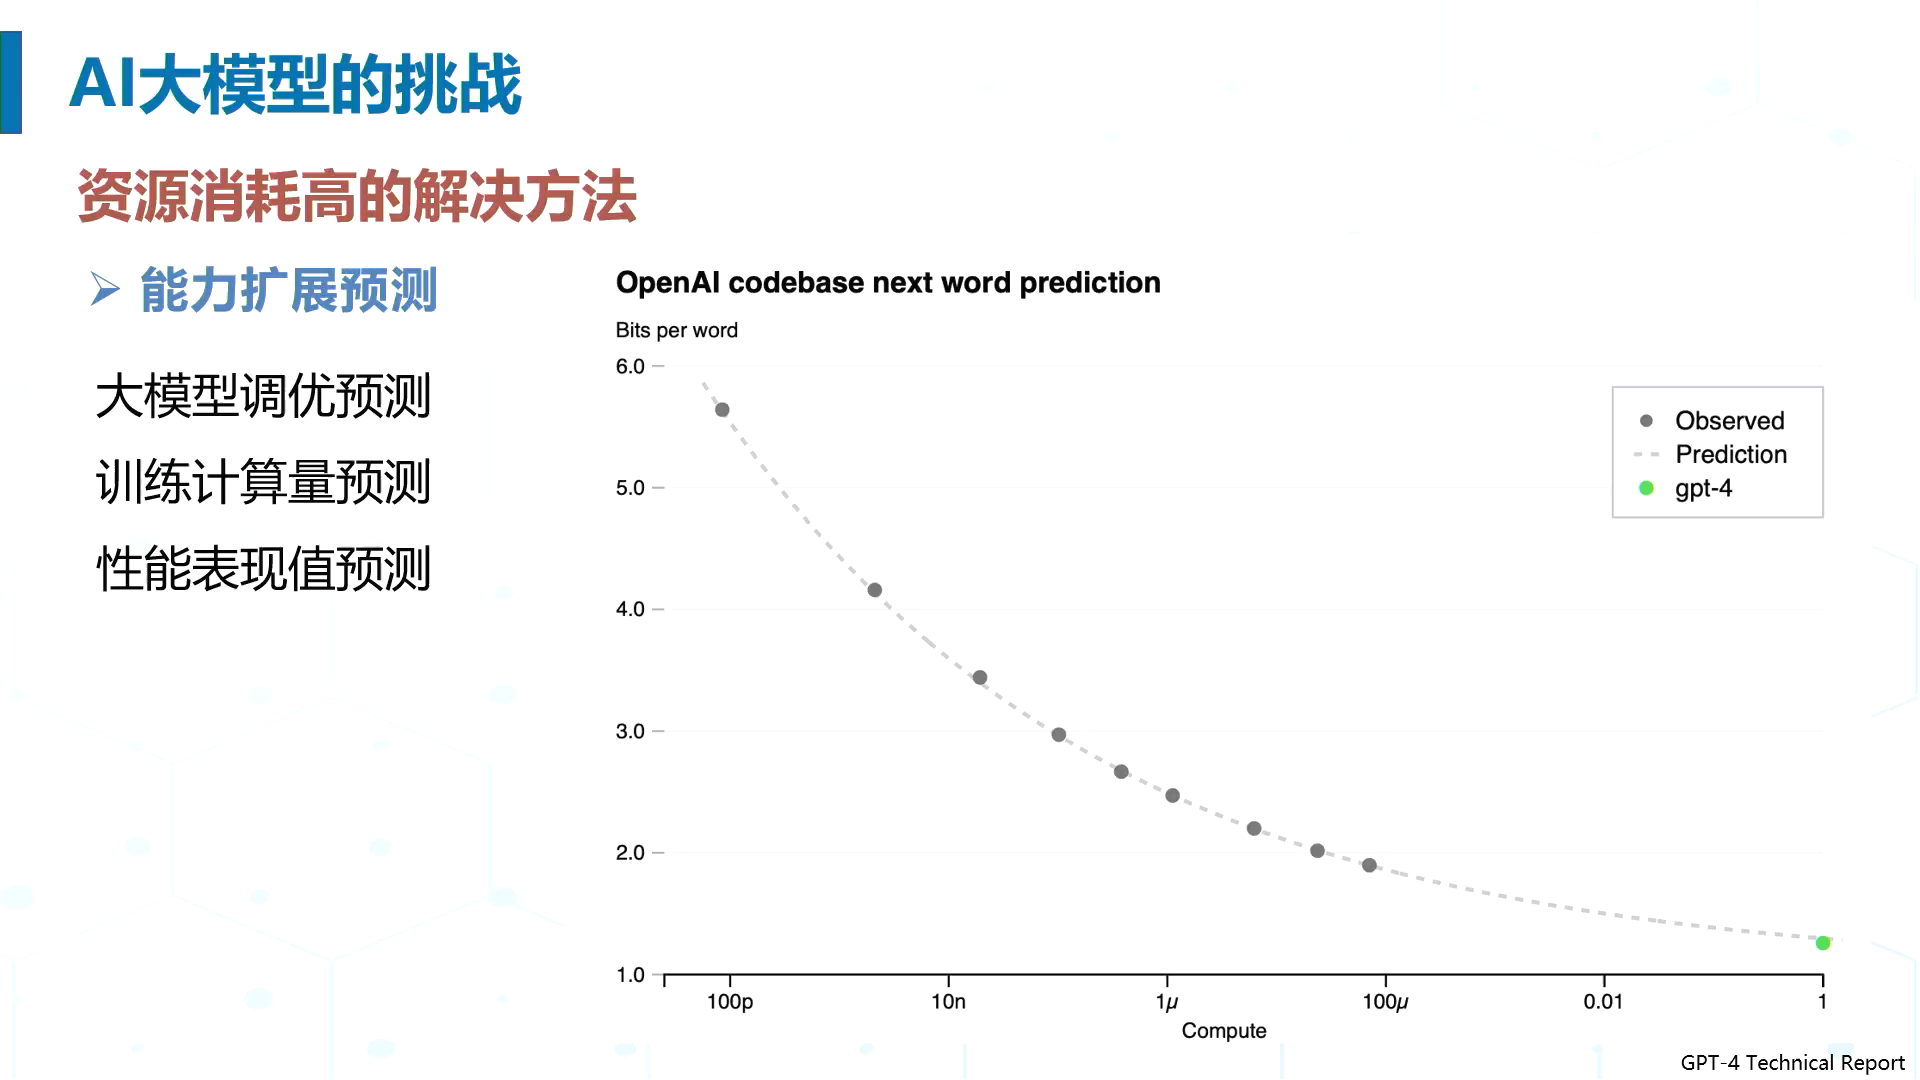 AI大模型的挑战
资源消耗高的解决方法
➢ 能力扩展预测
大模型调优预测
训练计算量预测
性能表现值预测
OpenAI codebase next word prediction
Bits per word
6.0
5.0
4.0
3.0
2.0
1.0
Observed
Prediction
gpt-4
100p 10n 1µ 100µ 0.01 1
Compute
GPT-4 Technical Report